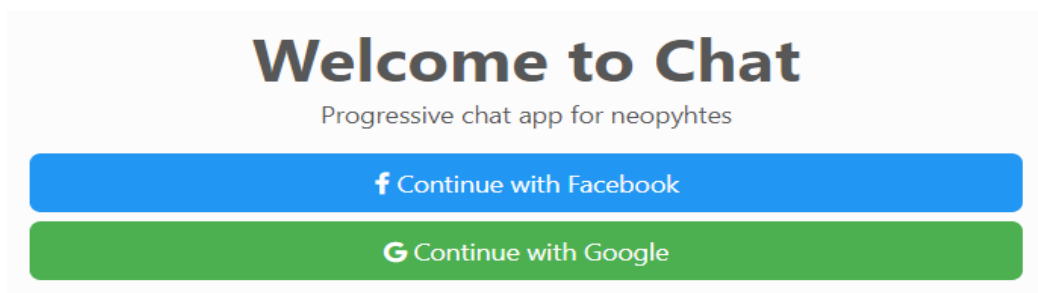 Welcome to Chat
Progressive chat app for neopyhtes
Continue with Facebook
Continue with Google